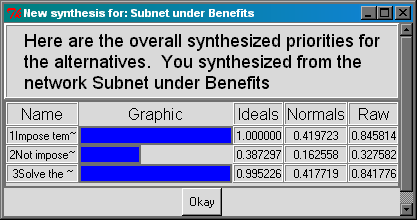 New synthesis for: Subnet under Benefits
Here are the overall synthesized priorities for
the alternatives. You synthesized from the
network Subnet under Benefits
Name Graphic Ideals Normals Raw
1Impose tem~ 1.000000 0.419723 0.845814
2Not impose~ 0.387297 0.162558 0.327582
3Solve the ~ 0.995226 0.417719 0.841776
Okay